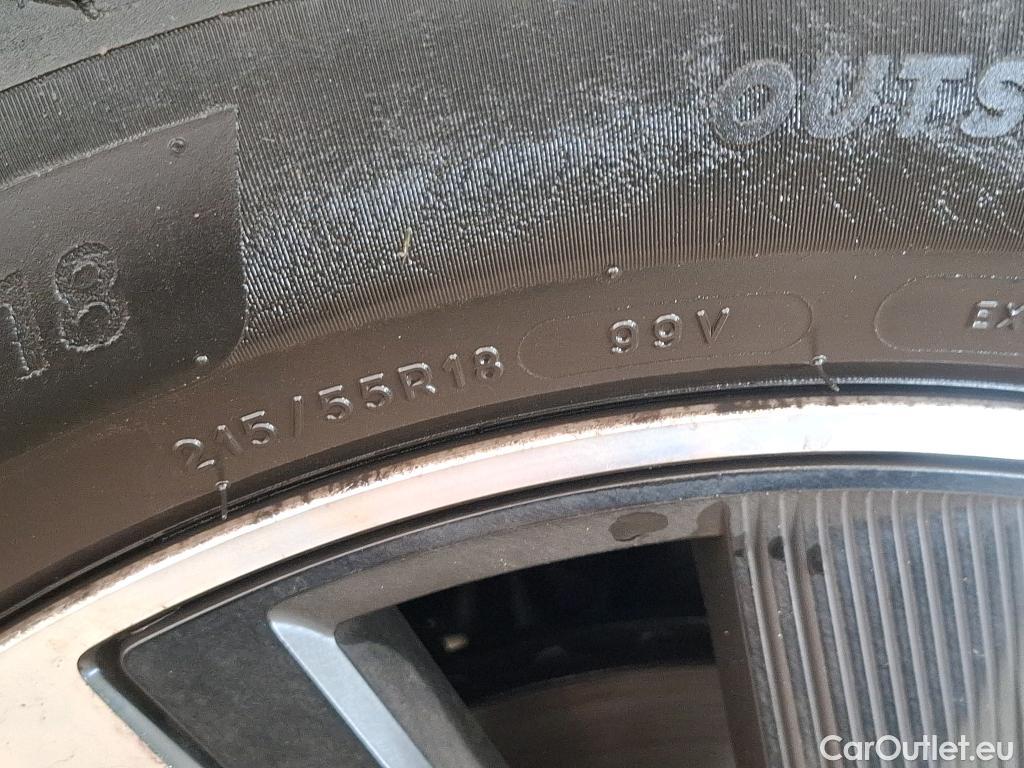 OUTS
18
99V
EX
215/55R18
CarOutlet.eu